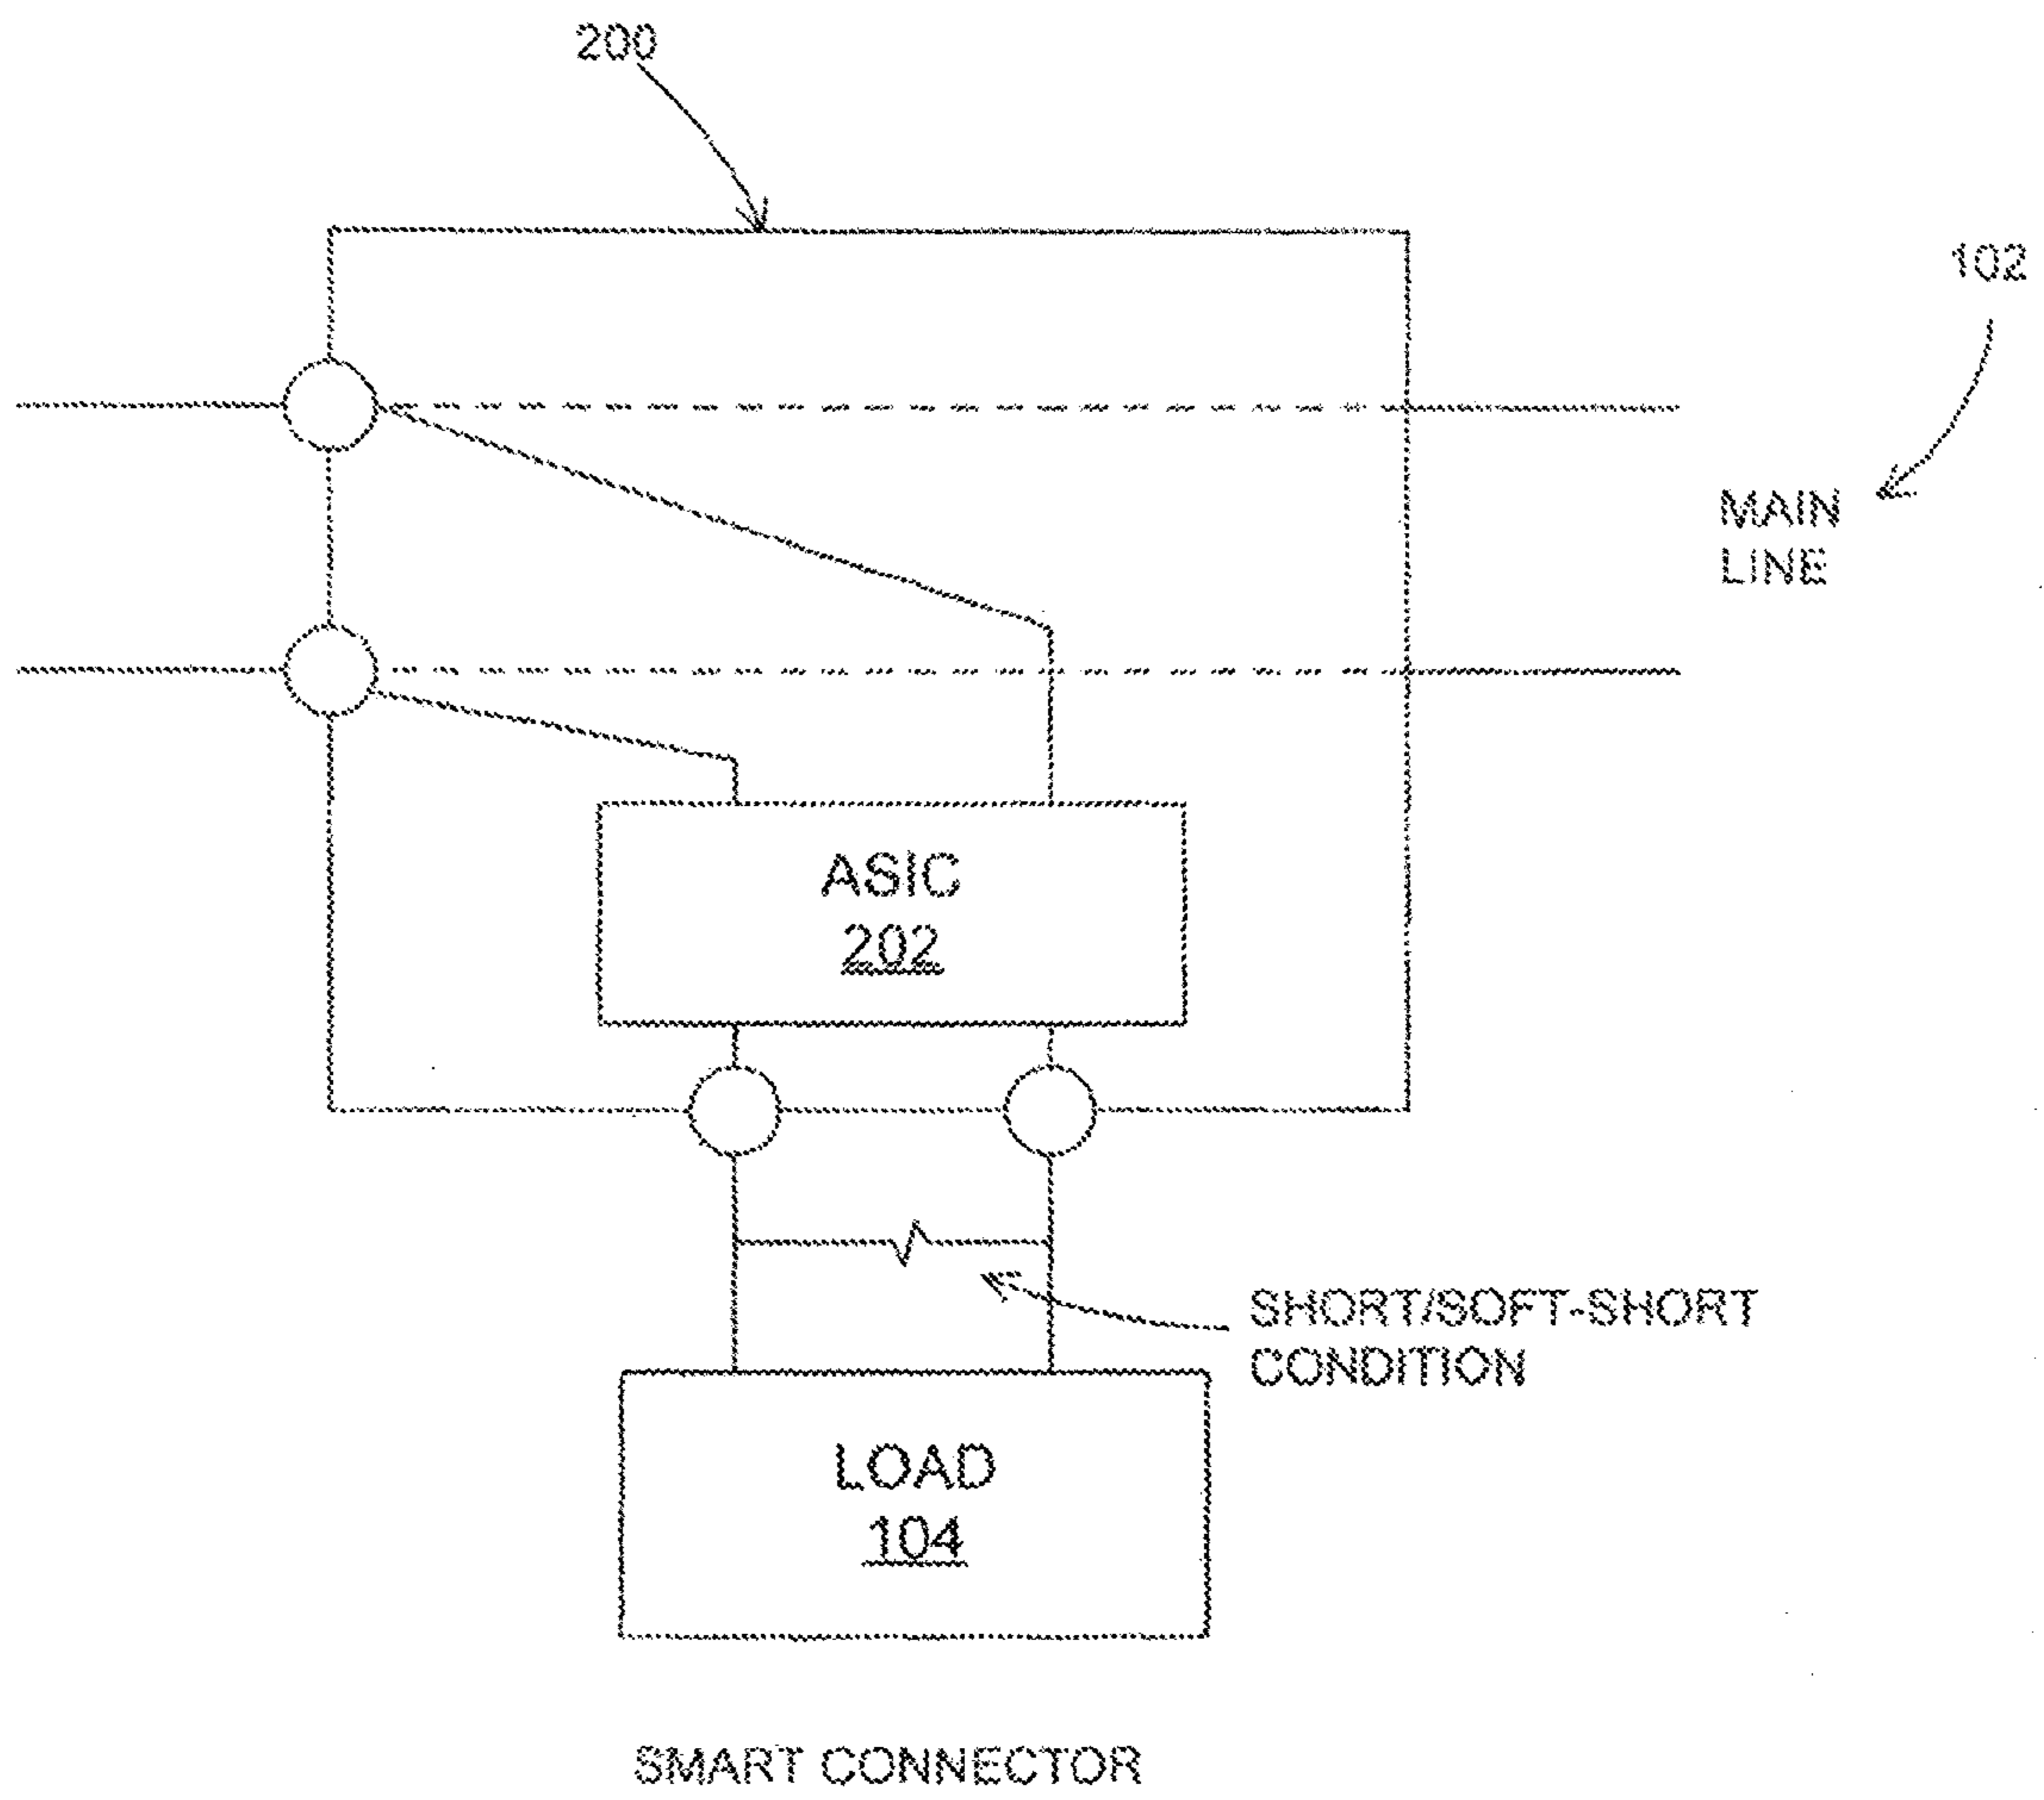 200
102
MAIN
LINE
ASIC
202
SHORT/SOFT-SHORT
CONDITION
LOAD
104
SMART CONNECTOR